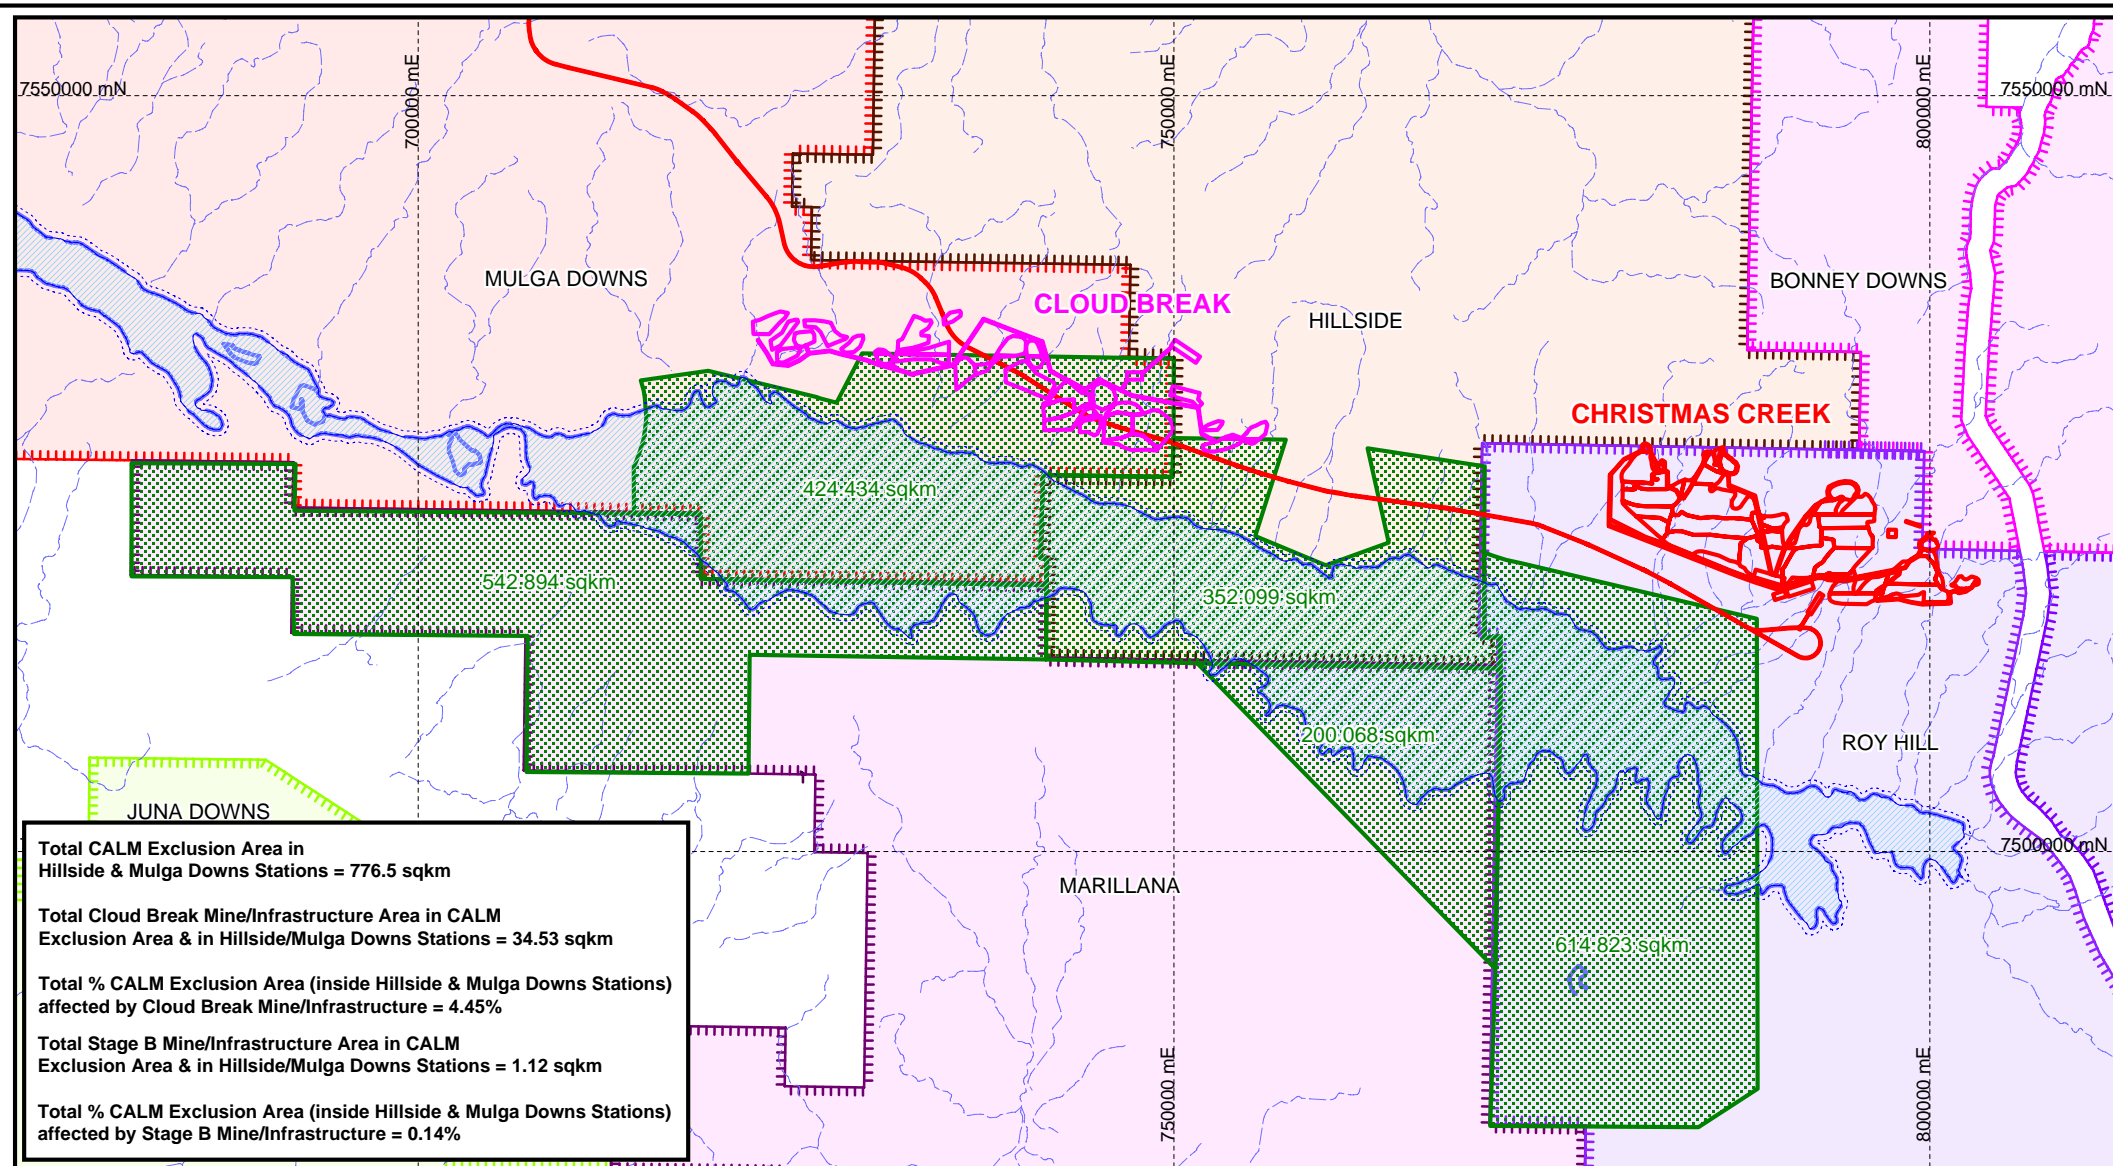 700000 mE
750000 mE
800000 mE
7550000 mN
7550000 mN
MULGA DOWNS
CLOUD BREAK
HILLSIDE
BONNEY DOWNS
CHRISTMAS CREEK
424.434 sqkm
542.894 sqkm
352.099 sqkm
200.068 sqkm
ROY HILL
JUNA DOWNS
7500000 mN
MARILLANA
614.823 sqkm
750000 mE
800000 mE
Total CALM Exclusion Area in
Hillside & Mulga Downs Stations = 776.5 sqkm
Total Cloud Break Mine/Infrastructure Area in CALM
Exclusion Area & in Hillside/Mulga Downs Stations = 34.53 sqkm
Total % CALM Exclusion Area (inside Hillside & Mulga Downs Stations)
affected by Cloud Break Mine/Infrastructure = 4.45%
Total Stage B Mine/Infrastructure Area in CALM
Exclusion Area & in Hillside/Mulga Downs Stations = 1.12 sqkm
Total % CALM Exclusion Area (inside Hillside & Mulga Downs Stations)
affected by Stage B Mine/Infrastructure = 0.14%